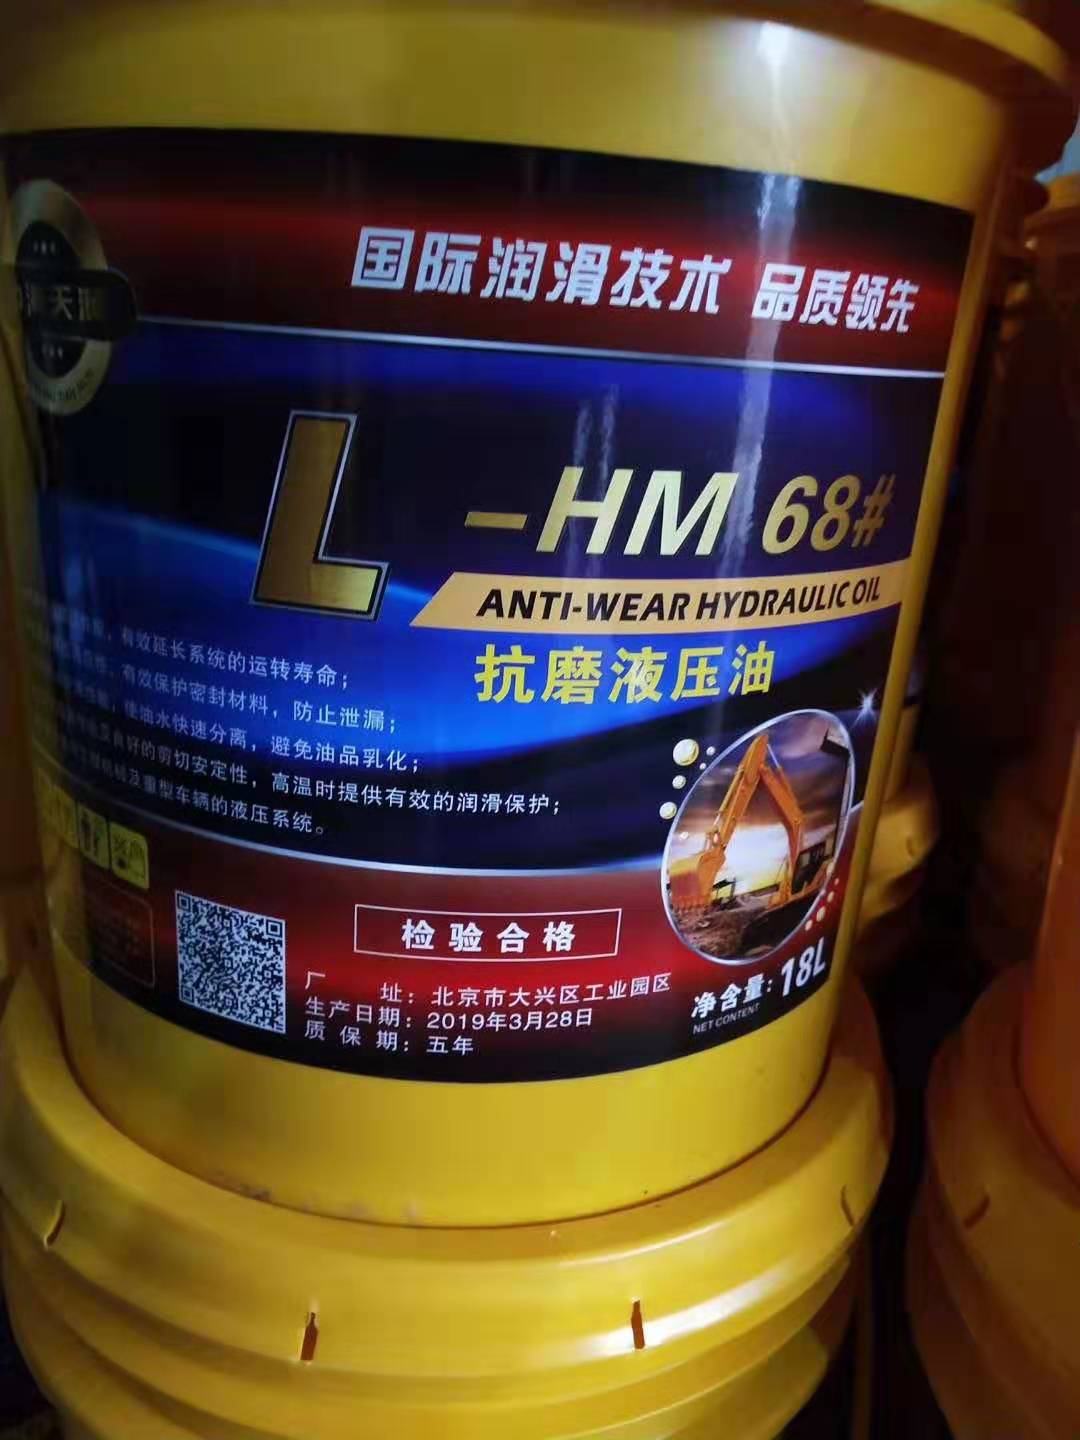 国际润滑技术 品质领先
L-HM 68#
ANTI-WEAR HYDRAULIC OIL
抗磨液压油
有效延长系统的运转寿命；
有效保护密封材料，防止泄漏；
使油水快速分离，避免油品乳化；
良好的剪切安定性，高温时提供有效的润滑保护；
及重型车辆的液压系统。
检验合格
厂 址：北京市大兴区工业园区
生产日期：2019年3月28日
质保期：五年
净含量：18L
NET CONTENT